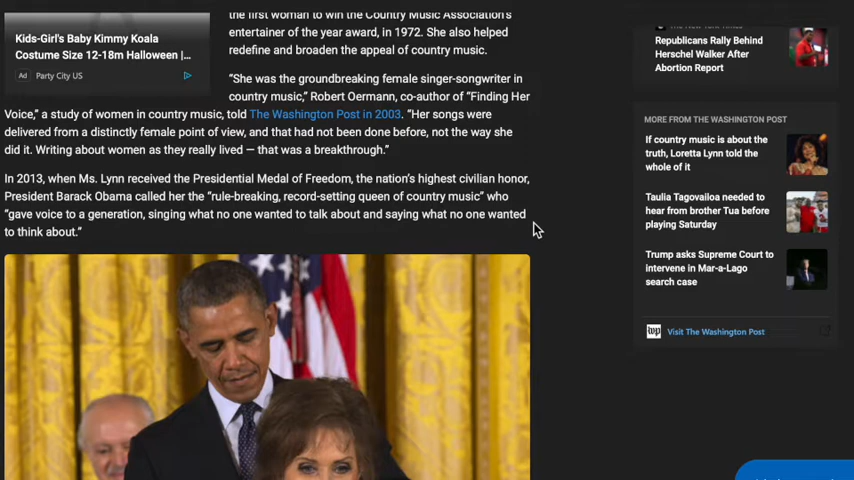 the first woman to win the Country Music Association's
entertainer of the year award, in 1972. She also helped
redefine and broaden the appeal of country music.
Kids-Girl's Baby Kimmy Koala
Costume Size 12-18m Halloween |...
Ad Party City US
“She was the groundbreaking female singer-songwriter in
country music,” Robert Oermann, co-author of “Finding Her
Voice,” a study of women in country music, told The Washington Post in 2003. “Her songs were
delivered from a distinctly female point of view, and that had not been done before, not the way she
did it. Writing about women as they really lived — that was a breakthrough.”
In 2013, when Ms. Lynn received the Presidential Medal of Freedom, the nation's highest civilian honor,
President Barack Obama called her the “rule-breaking, record-setting queen of country music” who
“gave voice to a generation, singing what no one wanted to talk about and saying what no one wanted
to think about.”
The New York Times
Republicans Rally Behind
Herschel Walker After
Abortion Report
MORE FROM THE WASHINGTON POST
If country music is about the
truth, Loretta Lynn told the
whole of it
Taulia Tagovailoa needed to
hear from brother Tua before
playing Saturday
Trump asks Supreme Court to
intervene in Mar-a-Lago
search case
wp Visit The Washington Post